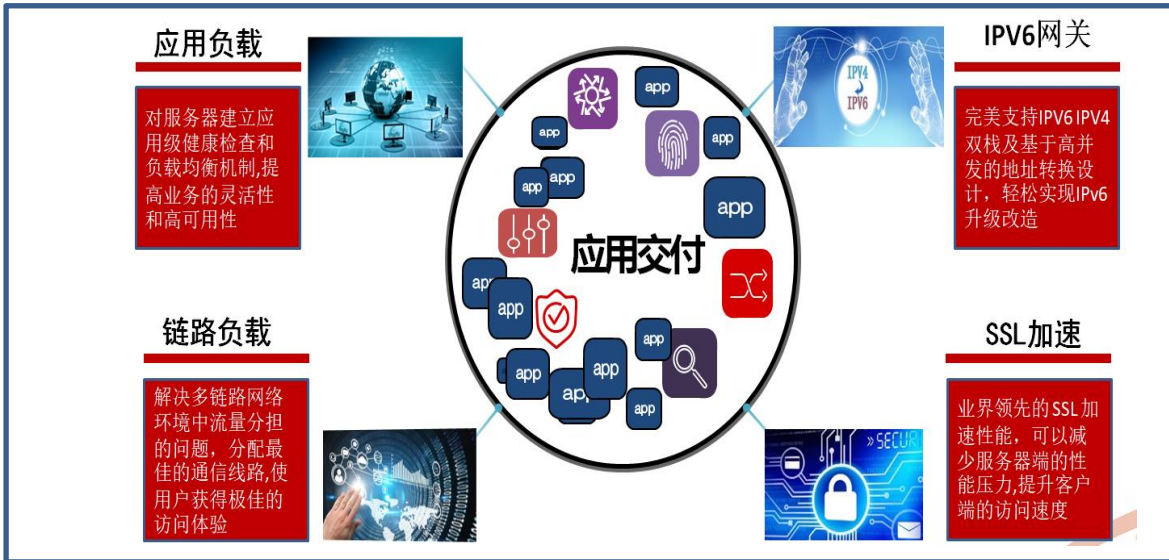 应用负载
对服务器建立应
用级健康检查和
负载均衡机制,提
高业务的灵活性
和高可用性
链路负载
解决多链路网络
环境中流量分担
的问题，分配最
佳的通信线路,使
用户获得极佳的
访问体验
app
app
app
app
app
app
应用交付
app
app
app
app
app
app
app
IPV6网关
IPV4
IPV6
完美支持IPV6 IPV4
双栈及基于高并
发的地址转换设
计，轻松实现IPv6
升级改造
SSL加速
» SECUR
业界领先的SSL加
速性能，可以减
少服务器端的性
能压力,提升客户
端的访问速度